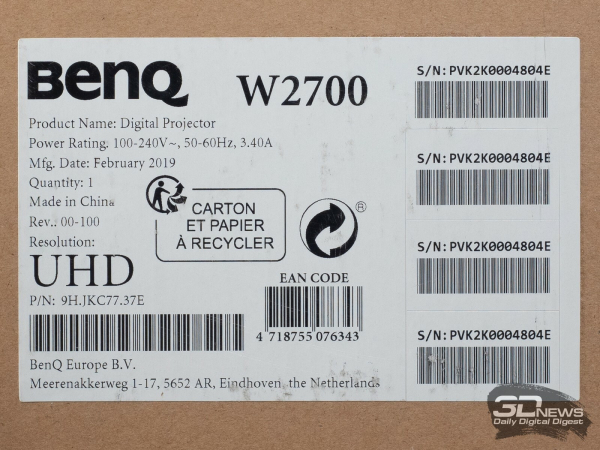 BenQ W2700
Product Name: Digital Projector
Power Rating. 100-240V~, 50-60Hz, 3.40A
Mfg. Date: February 2019
Quantity: 1
Made in China
Rev.. 00-100
Resolution:
UHD
P/N: 9H.JKC77.37E
BenQ Europe B.V.
Meerenakkerweg 1-17, 5652 AR, Eindhoven, the Netherlands
CARTON
ET PAPIER
À RECYCLER
®
EAN CODE
4 718755 076343
S/N: PVK2K0004804E
S/N: PVK2K0004804E
S/N: PVK2K0004804E
S/N: PVK2K0004804E
3DNEWS
Daily Digital Digest